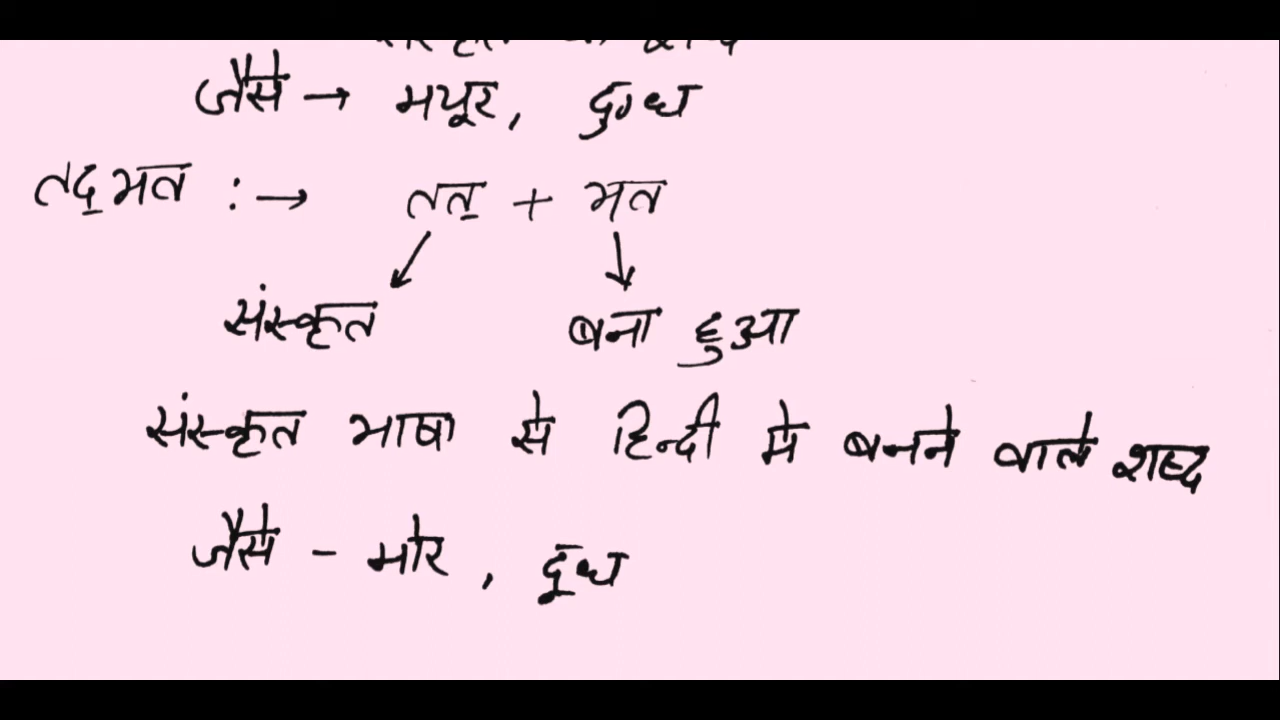 जैसे → मयूर, दुग्ध
तद् भव :→ तत् + भव
संस्कृत बना हुआ
संस्कृत भाषा से हिन्दी मे बनने वाले शब्द
जैसे - मोर, दूध